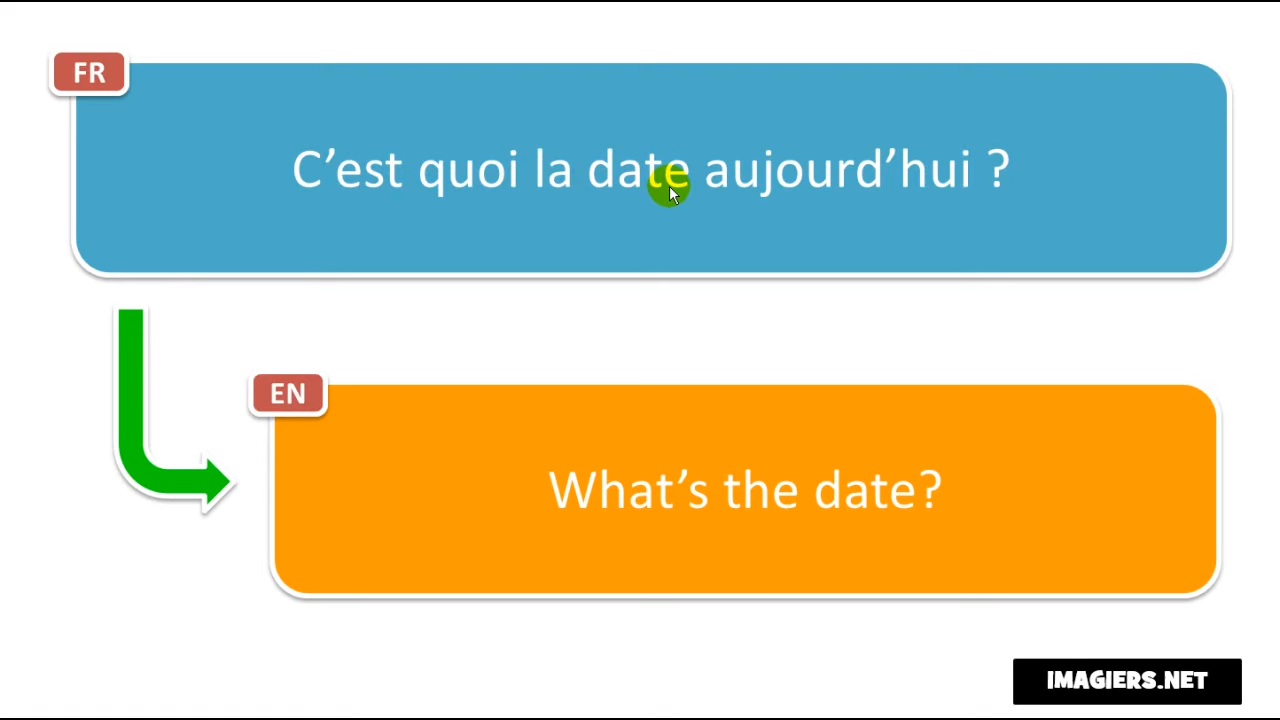 FR
C’est quoi la date aujourd’hui ?
EN
What’s the date?
IMAGIERS.NET